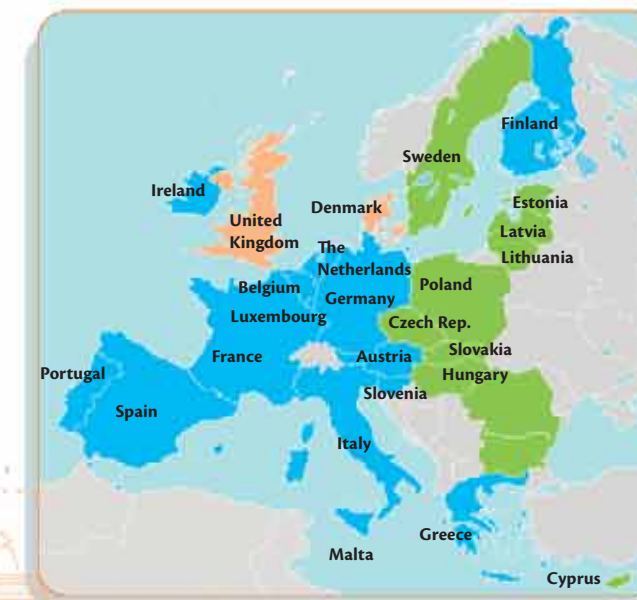 Finland
Sweden
Ireland
Estonia
Denmark
United
Kingdom
Latvia
The
Netherlands
Lithuania
Belgium
Poland
Germany
Luxembourg
Czech Rep.
France
Austria
Slovakia
Portugal
Hungary
Slovenia
Spain
Italy
Greece
Malta
Cyprus